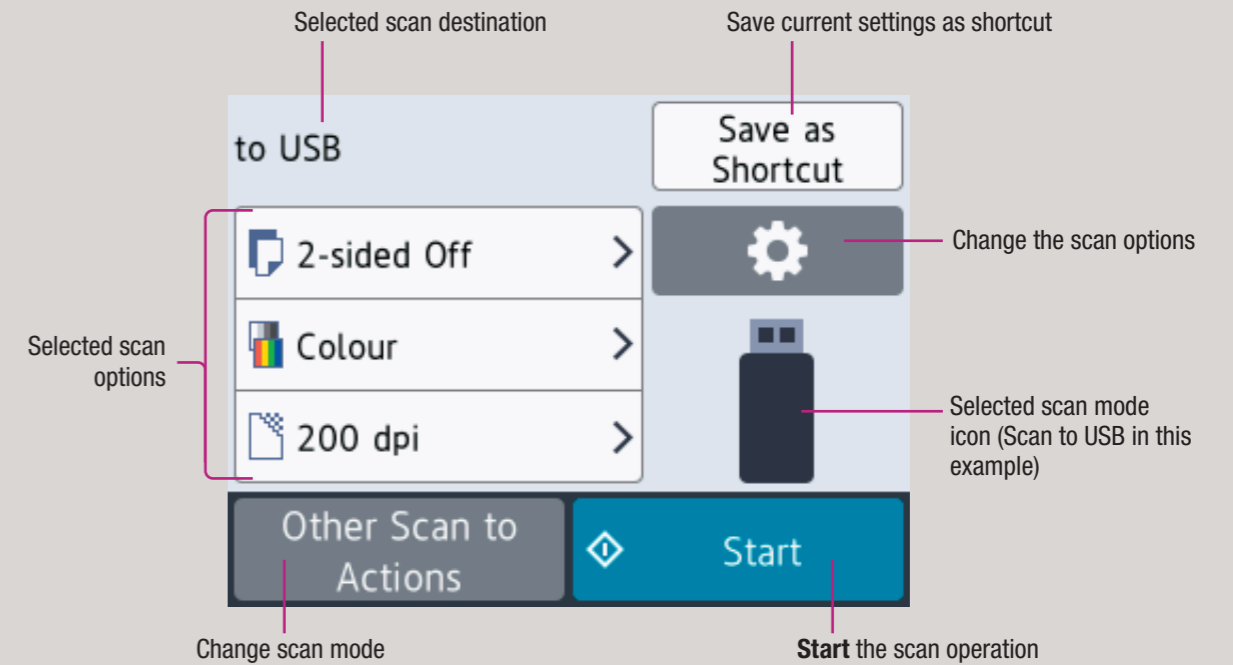 Selected scan destination
Save current settings as shortcut
to USB
Save as
Shortcut
2-sided Off
Change the scan options
Selected scan
options
Colour
200 dpi
Selected scan mode
icon (Scan to USB in this
example)
Other Scan to
Actions
Start
Change scan mode
Start the scan operation